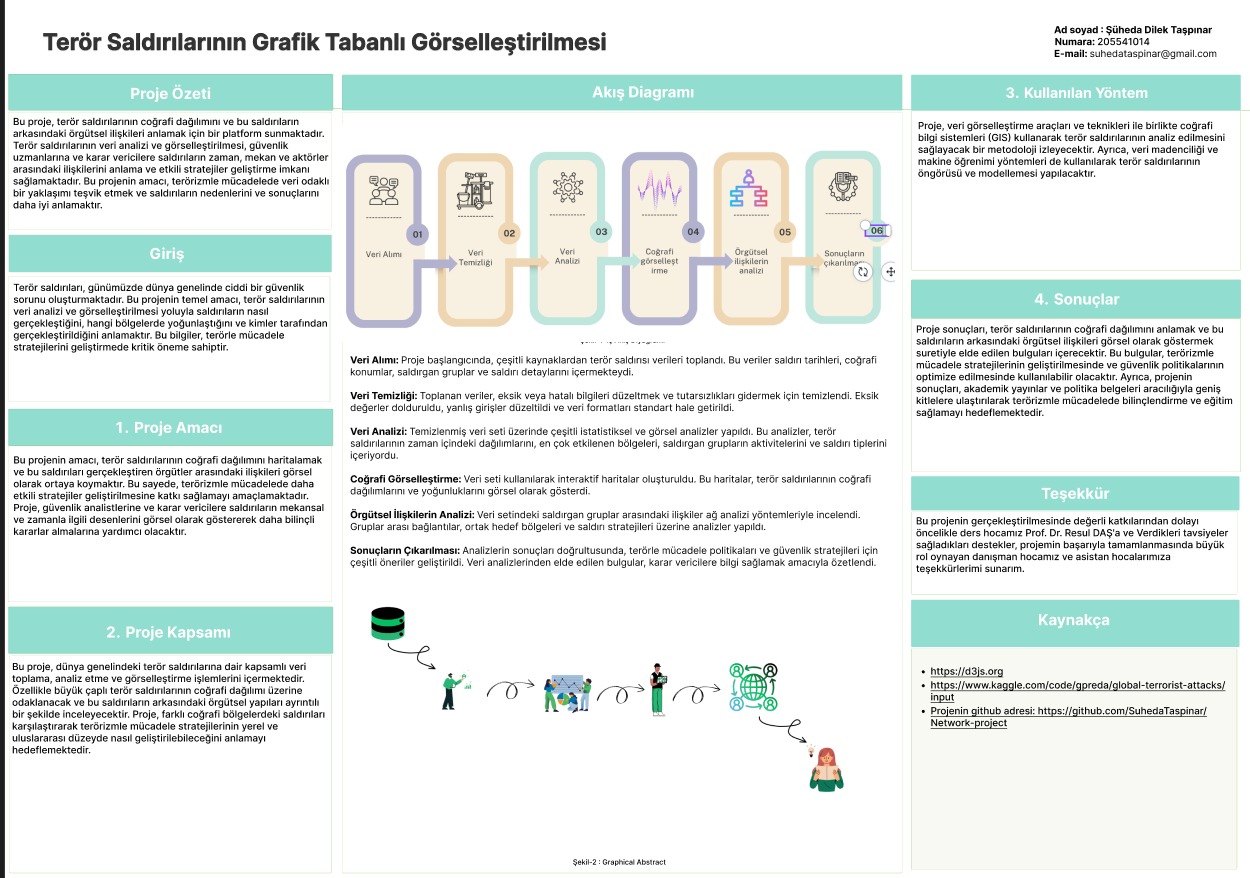 Terör Saldırılarının Grafik Tabanlı Görselleştirilmesi
Ad soyad : Şüheda Dilek Taşpınar
Numara: 205541014
E-mail: suhedataspinar@gmail.com
Proje Özeti
Bu proje, terör saldırılarının coğrafi dağılımını ve bu saldırıların
arkasındaki örgütsel ilişkileri anlamak için bir platform sunmaktadır.
Terör saldırılarının veri analizi ve görselleştirilmesi, güvenlik
uzmanlarına ve karar vericilere saldırıların zaman, mekan ve aktörler
arasındaki ilişkilerini anlama ve etkili stratejiler geliştirme imkanı
sağlamaktadır. Bu projenin amacı, terörizmle mücadelede veri odaklı
bir yaklaşımı teşvik etmek ve saldırıların nedenlerini ve sonuçlarını
daha iyi anlamaktır.
Giriş
Terör saldırıları, günümüzde dünya genelinde ciddi bir güvenlik
sorunu oluşturmaktadır. Bu projenin temel amacı, terör saldırılarının
veri analizi ve görselleştirilmesi yoluyla saldırıların nasıl
gerçekleştiğini, hangi bölgelerde yoğunlaştığını ve kimler tarafından
gerçekleştirildiğini anlamaktır. Bu bilgiler, terörle mücadele
stratejilerini geliştirmede kritik öneme sahiptir.
1. Proje Amacı
Bu projenin amacı, terör saldırılarının coğrafi dağılımını haritalamak
ve bu saldırıları gerçekleştiren örgütler arasındaki ilişkileri görsel
olarak ortaya koymaktır. Bu sayede, terörizmle mücadelede daha
etkili stratejiler geliştirilmesine katkı sağlamayı amaçlamaktadır.
Proje, güvenlik analistlerine ve karar vericilere saldırıların mekansal
ve zamanla ilgili desenlerini görsel olarak göstererek daha bilinçli
kararlar almalarına yardımcı olacaktır.
2. Proje Kapsamı
Bu proje, dünya genelindeki terör saldırılarına dair kapsamlı veri
toplama, analiz etme ve görselleştirme işlemlerini içermektedir.
Özellikle büyük çaplı terör saldırılarının coğrafi dağılımı üzerine
odaklanacak ve bu saldırıların arkasındaki örgütsel yapıları ayrıntılı
bir şekilde inceleyecektir. Proje, farklı coğrafi bölgelerdeki saldırıları
karşılaştırarak terörizmle mücadele stratejilerinin yerel ve
uluslararası düzeyde nasıl geliştirilebileceğini anlamayı
hedeflemektedir.
Akış Diagramı
01
02
03
04
05
06
Veri Alımı
Veri
Temizliği
Veri
Analizi
Coğrafi
görselleşt
irme
Örgütsel
ilişkilerin
analizi
Sonuçların
Veri Alımı: Proje başlangıcında, çeşitli kaynaklardan terör saldırısı verileri toplandı. Bu veriler saldırı tarihleri, coğrafi
konumlar, saldırgan gruplar ve saldırı detaylarını içermekteydi.
Veri Temizliği: Toplanan veriler, eksik veya hatalı bilgileri düzeltmek ve tutarsızlıkları gidermek için temizlendi. Eksik
değerler dolduruldu, yanlış girişler düzeltildi ve veri formatları standart hale getirildi.
Veri Analizi: Temizlenmiş veri seti üzerinde çeşitli istatistiksel ve görsel analizler yapıldı. Bu analizler, terör
saldırılarının zaman içindeki dağılımlarını, en çok etkilenen bölgeleri, saldırgan grupların aktivitelerini ve saldırı tiplerini
içeriyordu.
Coğrafi Görselleştirme: Veri seti kullanılarak interaktif haritalar oluşturuldu. Bu haritalar, terör saldırılarının coğrafi
dağılımlarını ve yoğunluklarını görsel olarak gösterdi.
Örgütsel İlişkilerin Analizi: Veri setindeki saldırgan gruplar arasındaki ilişkiler ağ analizi yöntemleriyle incelendi.
Gruplar arası bağlantılar, ortak hedef bölgeleri ve saldırı stratejileri üzerine analizler yapıldı.
Sonuçların Çıkarılması: Analizlerin sonuçları doğrultusunda, terörle mücadele politikaları ve güvenlik stratejileri için
çeşitli öneriler geliştirildi. Veri analizlerinden elde edilen bulgular, karar vericilere bilgi sağlamak amacıyla özetlendi.
Şekil-2 : Graphical Abstract
3. Kullanılan Yöntem
Proje, veri görselleştirme araçları ve teknikleri ile birlikte coğrafi
bilgi sistemleri (GIS) kullanarak terör saldırılarının analiz edilmesini
sağlayacak bir metodoloji izleyecektir. Ayrıca, veri madenciliği ve
makine öğrenimi yöntemleri de kullanılarak terör saldırılarının
öngörüsü ve modellemesi yapılacaktır.
4. Sonuçlar
Proje sonuçları, terör saldırılarının coğrafi dağılımını anlamak ve bu
saldırıların arkasındaki örgütsel ilişkileri görsel olarak göstermek
suretiyle elde edilen bulguları içerecektir. Bu bulgular, terörizmle
mücadele stratejilerinin geliştirilmesinde ve güvenlik politikalarının
optimize edilmesinde kullanılabilir olacaktır. Ayrıca, projenin
sonuçları, akademik yayınlar ve politika belgeleri aracılığıyla geniş
kitlelere ulaştırılarak terörizmle mücadelede bilinçlendirme ve eğitim
sağlamayı hedeflemektedir.
Teşekkür
Bu projenin gerçekleştirilmesinde değerli katkılarından dolayı
öncelikle ders hocamız Prof. Dr. Resul DAŞ'a ve Verdikleri tavsiyeler
sağladıkları destekler, projemin başarıyla tamamlanmasında büyük
rol oynayan danışman hocamız ve asistan hocalarımıza
teşekkürlerimi sunarım.
Kaynakça
• https://d3js.org
• https://www.kaggle.com/code/gpreda/global-terrorist-attacks/
input
• Projenin github adresi: https://github.com/SuhedaTaspinar/
Network-project